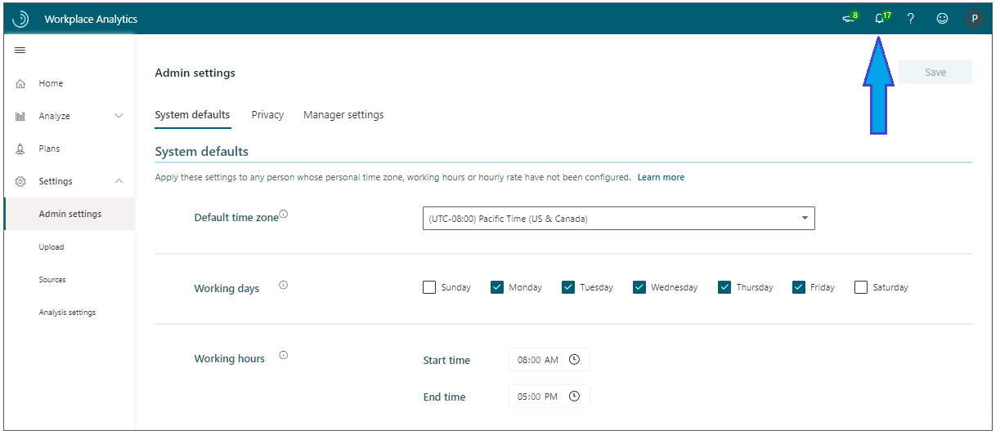 Workplace Analytics
8
17
?
P
Home
Analyze
Plans
Settings
Admin settings
Upload
Sources
Analysis settings
Admin settings
Save
System defaults Privacy Manager settings
System defaults
Apply these settings to any person whose personal time zone, working hours or hourly rate have not been configured. Learn more
Default time zone
(UTC-08:00) Pacific Time (US & Canada)
Working days
Sunday Monday Tuesday Wednesday Thursday Friday Saturday
Working hours
Start time 08:00 AM
End time 05:00 PM